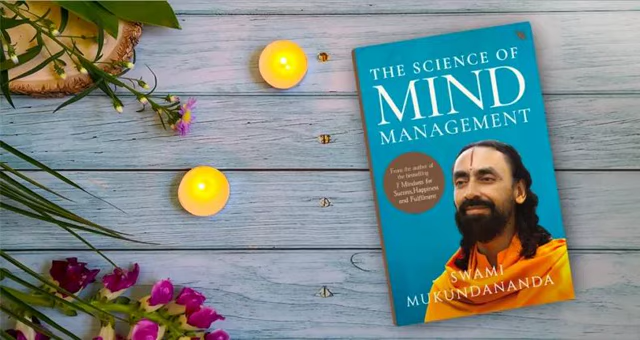 THE SCIENCE OF
MIND
MANAGEMENT
From the author of
the bestselling
7 Mindsets for
Success, Happiness
and Fulfilment
SWAMI
MUKUNDANANDA